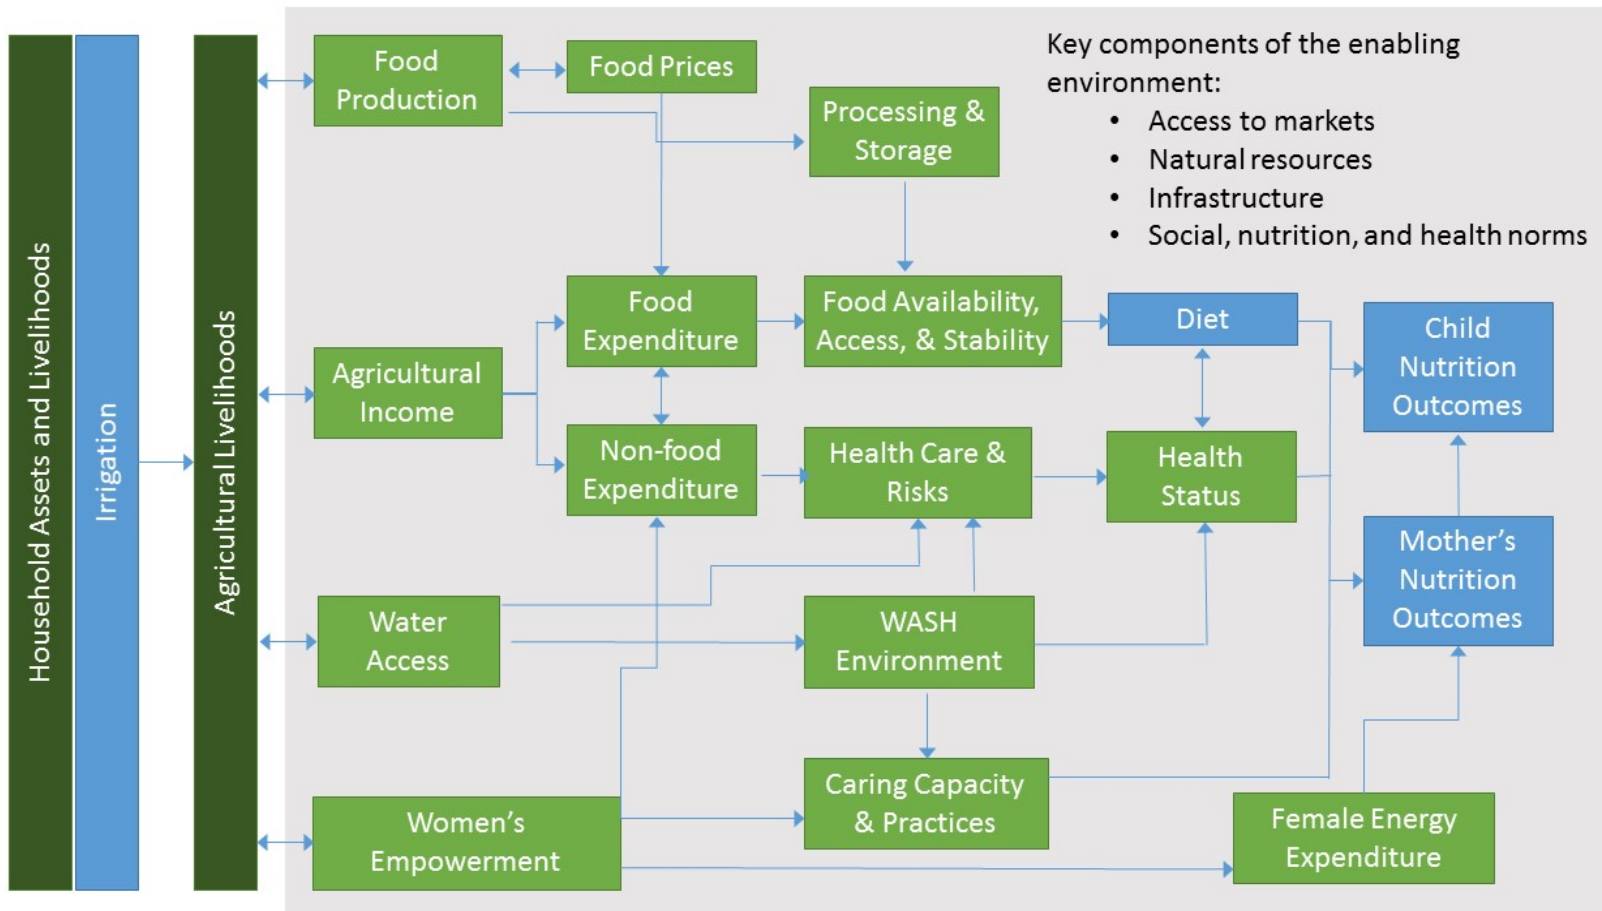 Household Assets and Livelihoods
Irrigation
Agricultural Livelihoods
Food
Production
Food Prices
Processing &
Storage
Key components of the enabling
environment:
• Access to markets
• Natural resources
• Infrastructure
• Social, nutrition, and health norms
Agricultural
Income
Food
Expenditure
Food Availability,
Access, & Stability
Diet
Child
Nutrition
Outcomes
Non-food
Expenditure
Health Care &
Risks
Health
Status
Mother's
Nutrition
Outcomes
Water
Access
WASH
Environment
Women's
Empowerment
Caring Capacity
& Practices
Female Energy
Expenditure